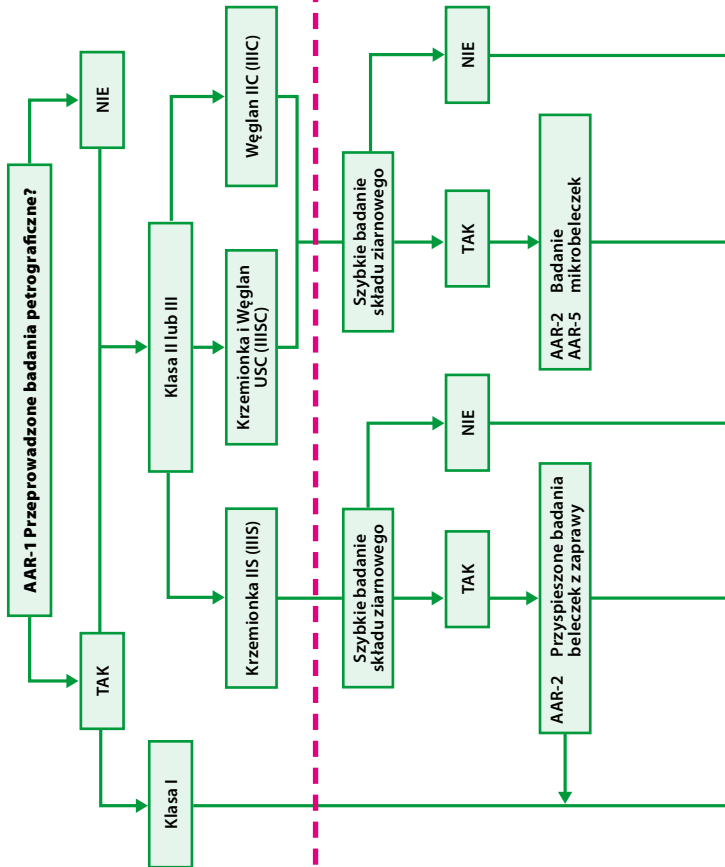 AAR-1 Przeprowadzone badania petrograficzne?
TAK
NIE
Klasa I
Klasa II lub III
Krzemionka IIS (IIIS)
Krzemionka i Węglan
USC (IIISC)
Węglan IIC (IIIC)
Szybkie badanie
składu ziarnowego
Szybkie badanie
składu ziarnowego
TAK
NIE
TAK
NIE
AAR-2 Przyspieszone badania
beleczek z zaprawy
AAR-2 Badanie
AAR-5 mikrobeleczek